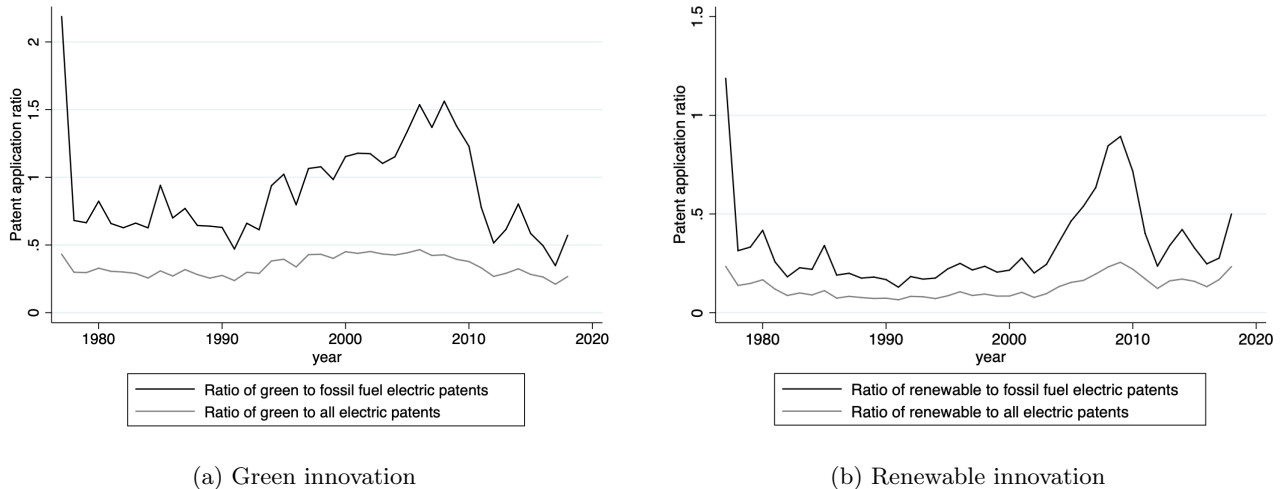 Patent application ratio
2
1.5
1
.5
0
1980 1990 2000 2010 2020
year
Ratio of green to fossil fuel electric patents
Ratio of green to all electric patents
(a) Green innovation
Patent application ratio
1.5
1
.5
0
1980 1990 2000 2010 2020
year
Ratio of renewable to fossil fuel electric patents
Ratio of renewable to all electric patents
(b) Renewable innovation